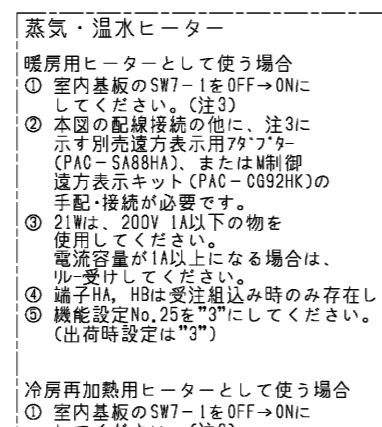 蒸気・温水ヒーター
暖房用ヒーターとして使う場合
① 室内基板のSW7－1をOFF→ONに
してください。(注3)
② 本図の配線接続の他に、注3に
示す別売遠方表示用ｱﾀﾞﾌﾟﾀｰ
(PAC－SA88HA)、またはM制御
遠方表示キット(PAC－CG92HK)の
手配・接続が必要です。
③ 21Wは、200V 1A以下の物を
使用してください。
電流容量が1A以上になる場合は、
ﾘﾚｰ受けしてください。
④ 端子HA, HBは受注組込み時のみ存在し
⑤ 機能設定No.25を"3"にしてください。
(出荷時設定は"3")
冷房再加熱用ヒーターとして使う場合
① 室内基板のSW7－1をOFF→ONに